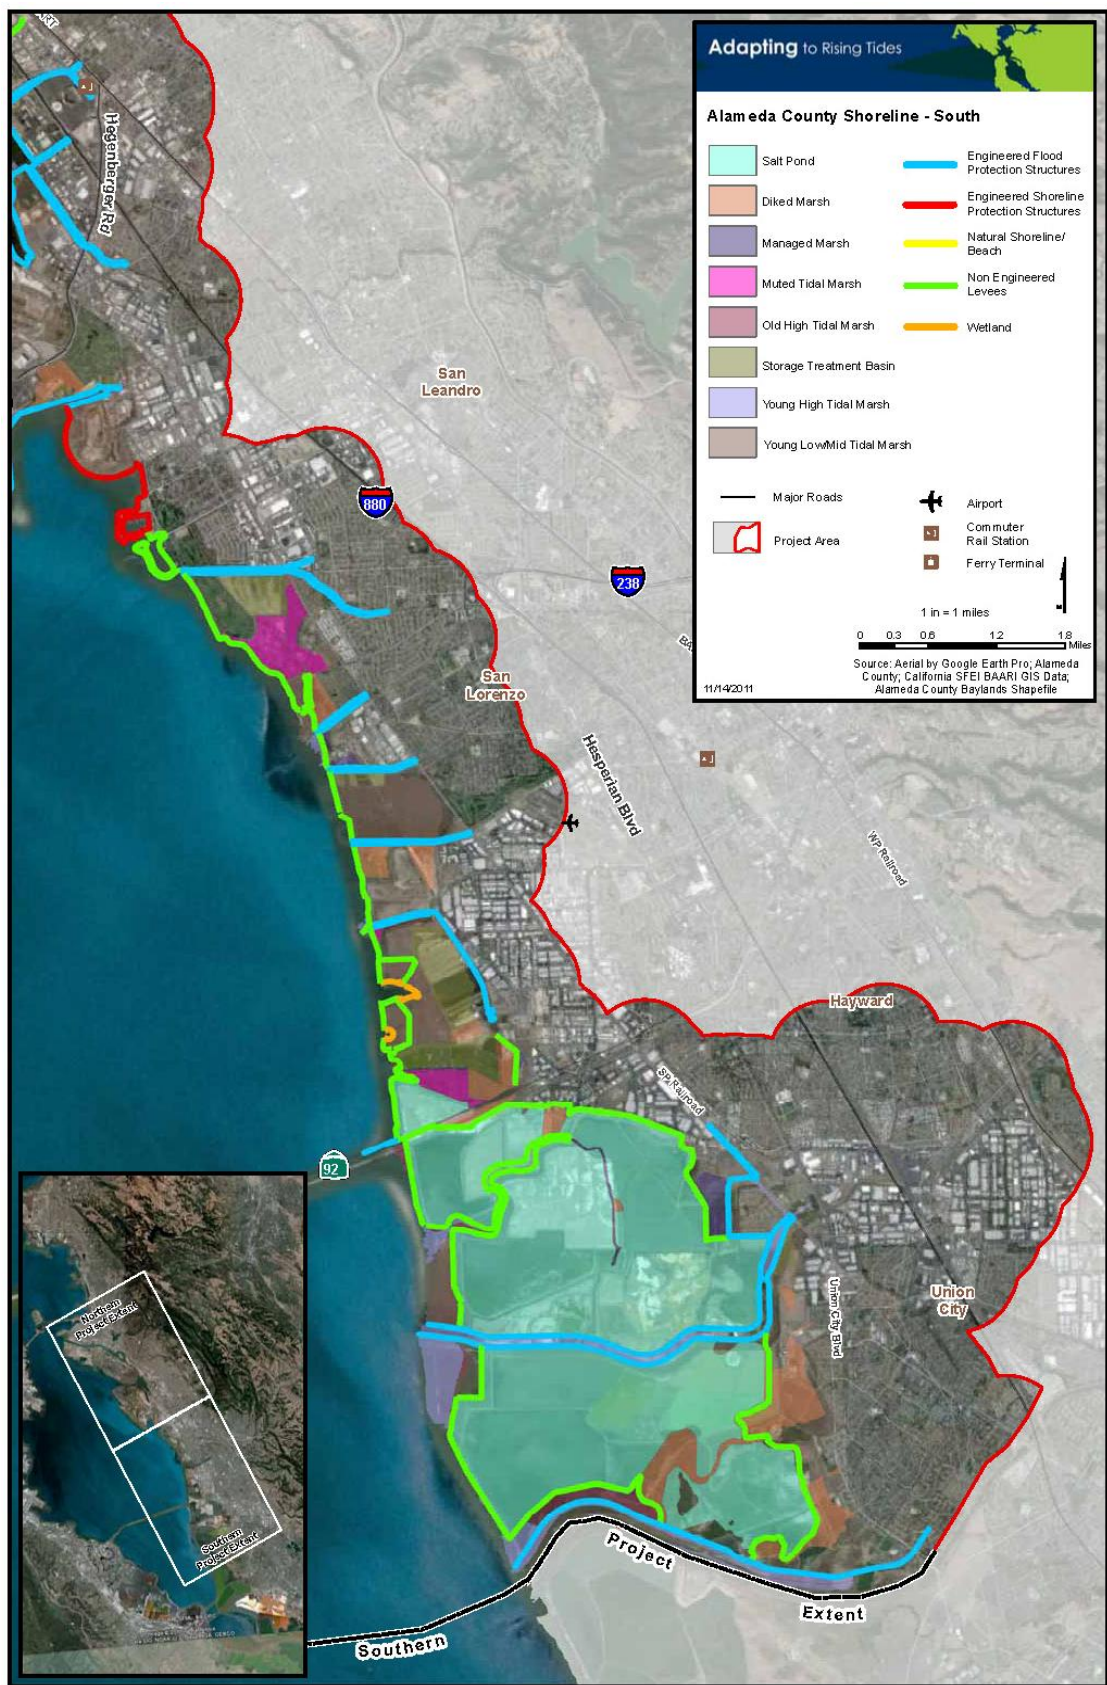 Adapting to Rising Tides
Alameda County Shoreline - South
Salt Pond
Diked Marsh
Managed Marsh
Muted Tidal Marsh
Old High Tidal Marsh
Storage Treatment Basin
Young High Tidal Marsh
Young Low/Mid Tidal Marsh
Engineered Flood
Protection Structures
Engineered Shoreline
Protection Structures
Natural Shoreline/
Beach
Non Engineered
Levees
Wetland
Major Roads
Project Area
Airport
Commuter
Rail Station
Ferry Terminal
1 in = 1 miles
0 0.3 0.6 1.2 1.8
Miles
Source: Aerial by Google Earth Pro; Alameda
County; California SFEI BAARI GIS Data;
Alameda County Baylands Shapefile
11/14/2011
Hegenberger Rd
San
Leandro
880
238
San
Lorenzo
Hesperian Blvd
WP Railroad
Hayward
SP Railroad
92
Union City Blvd
Union
City
Southern Project Extent
Northern
Project Extent
Southern
Project Extent